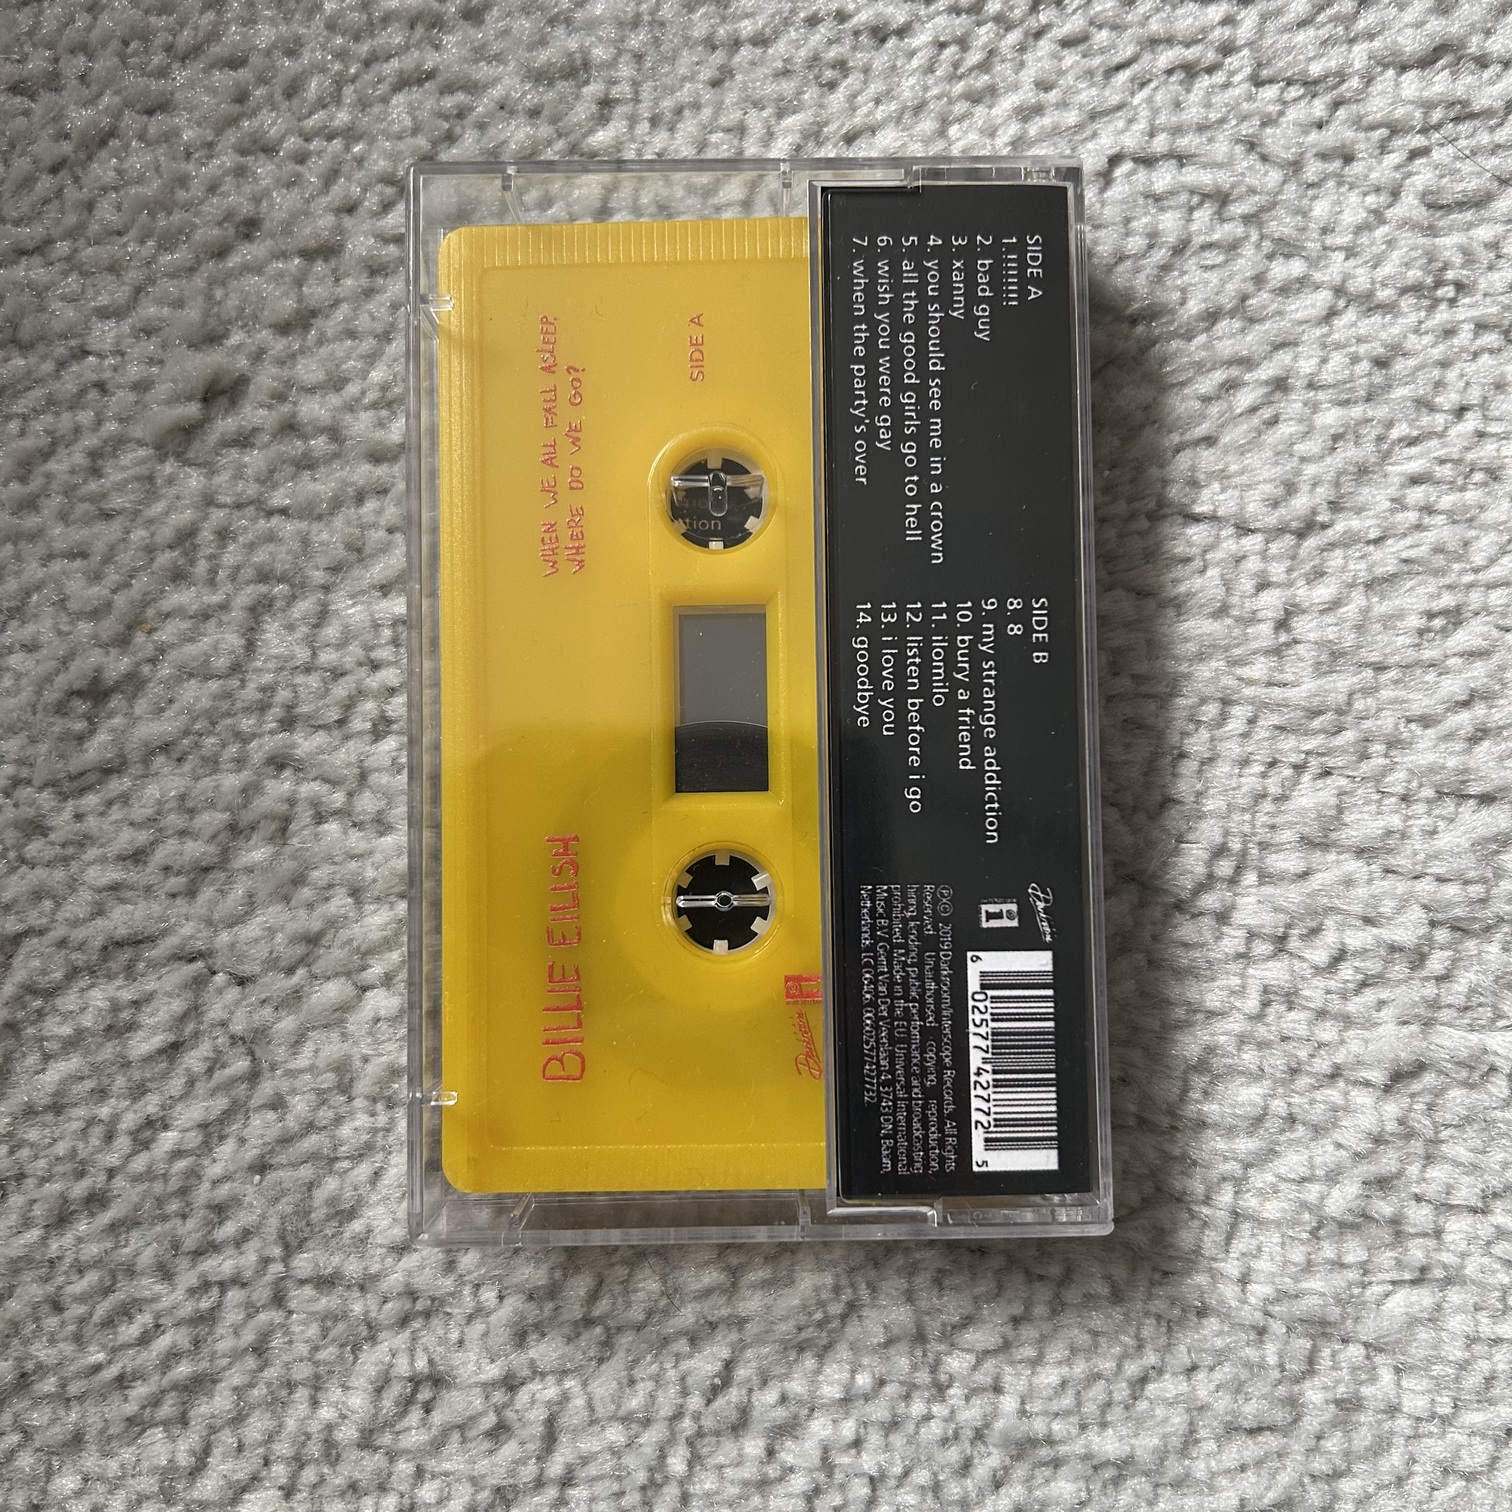 SIDE A
1. !!!!!!!
2. bad guy
3. xanny
4. you should see me in a crown
5. all the good girls go to hell
6. wish you were gay
7. when the party's over
SIDE B
8. 8
9. my strange addiction
10. bury a friend
11. ilomilo
12. listen before i go
13. i love you
14. goodbye
Darkroom
i
6 02577 42772 5
℗© 2019 Darkroom/Interscope Records. All Rights
Reserved. Unauthorised copying, reproduction,
hiring, lending, public performance and broadcasting
prohibited. Made in the EU. Universal International
Music B.V. Gerrit Van Der Veenlaan 4, 3743 DN, Baarn,
Netherlands. LC 06406. 00602577427732.
WHEN WE ALL FALL ASLEEP,
WHERE DO WE GO?
BILLIE EILISH
SIDE A
tion
Darkroom